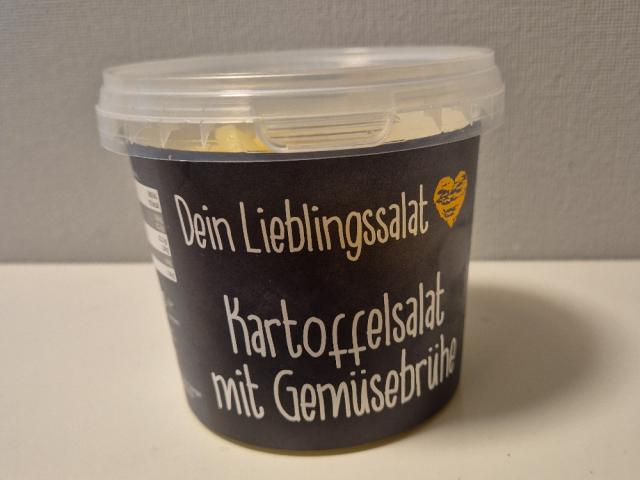 Dein Lieblingssalat
Kartoffelsalat
mit Gemüsebrühe